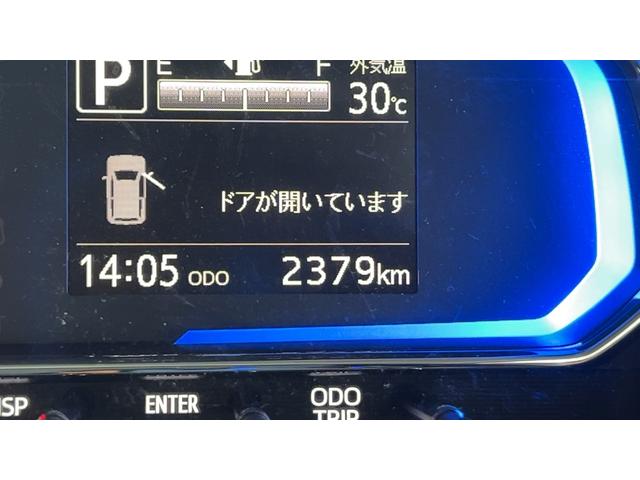 P E F 外気温
30℃
ドアが開いています
14:05 ODO 2379km
ENTER ODO
TRIP